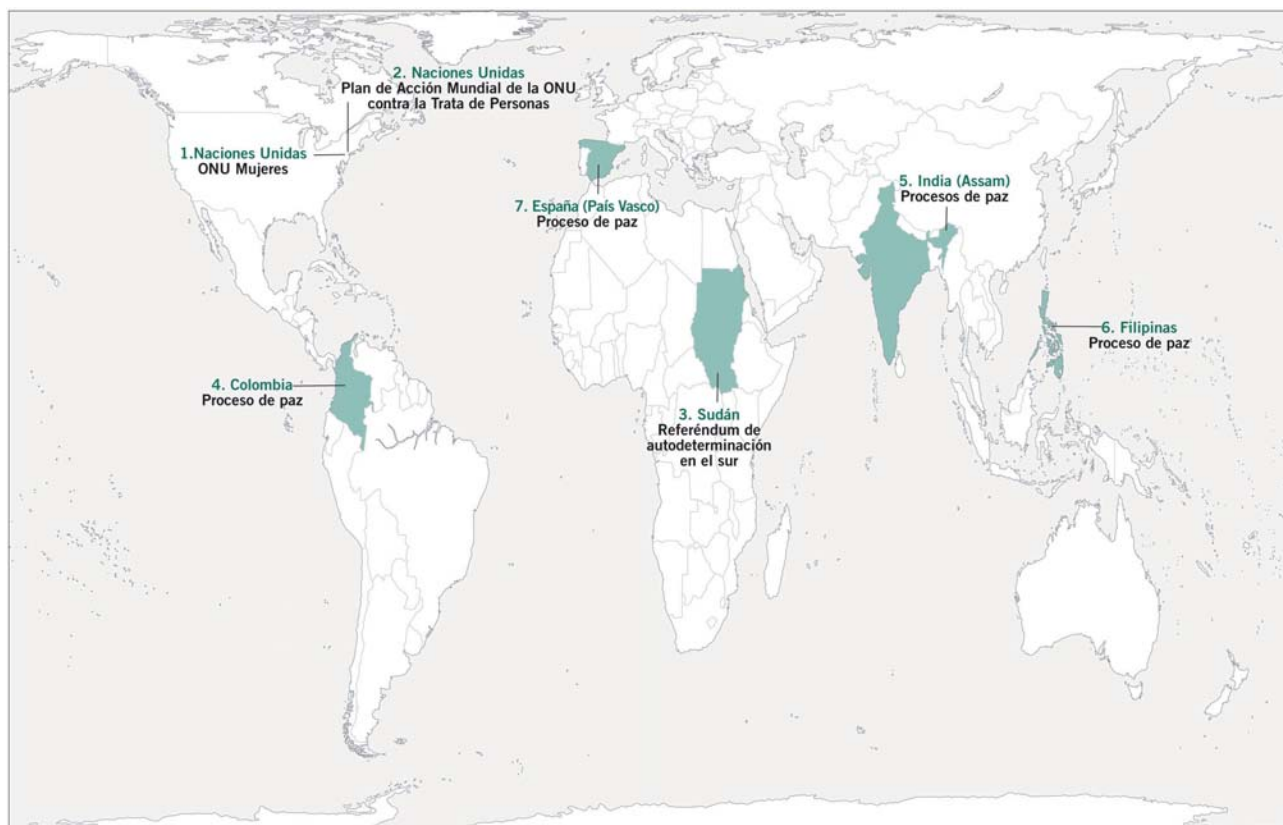 2. Naciones Unidas
Plan de Acción Mundial de la ONU
contra la Trata de Personas
1.Naciones Unidas
ONU Mujeres
7. España (País Vasco)
Proceso de paz
5. India (Assam)
Procesos de paz
6. Filipinas
Proceso de paz
4. Colombia
Proceso de paz
3. Sudán
Referéndum de
autodeterminación
en el sur